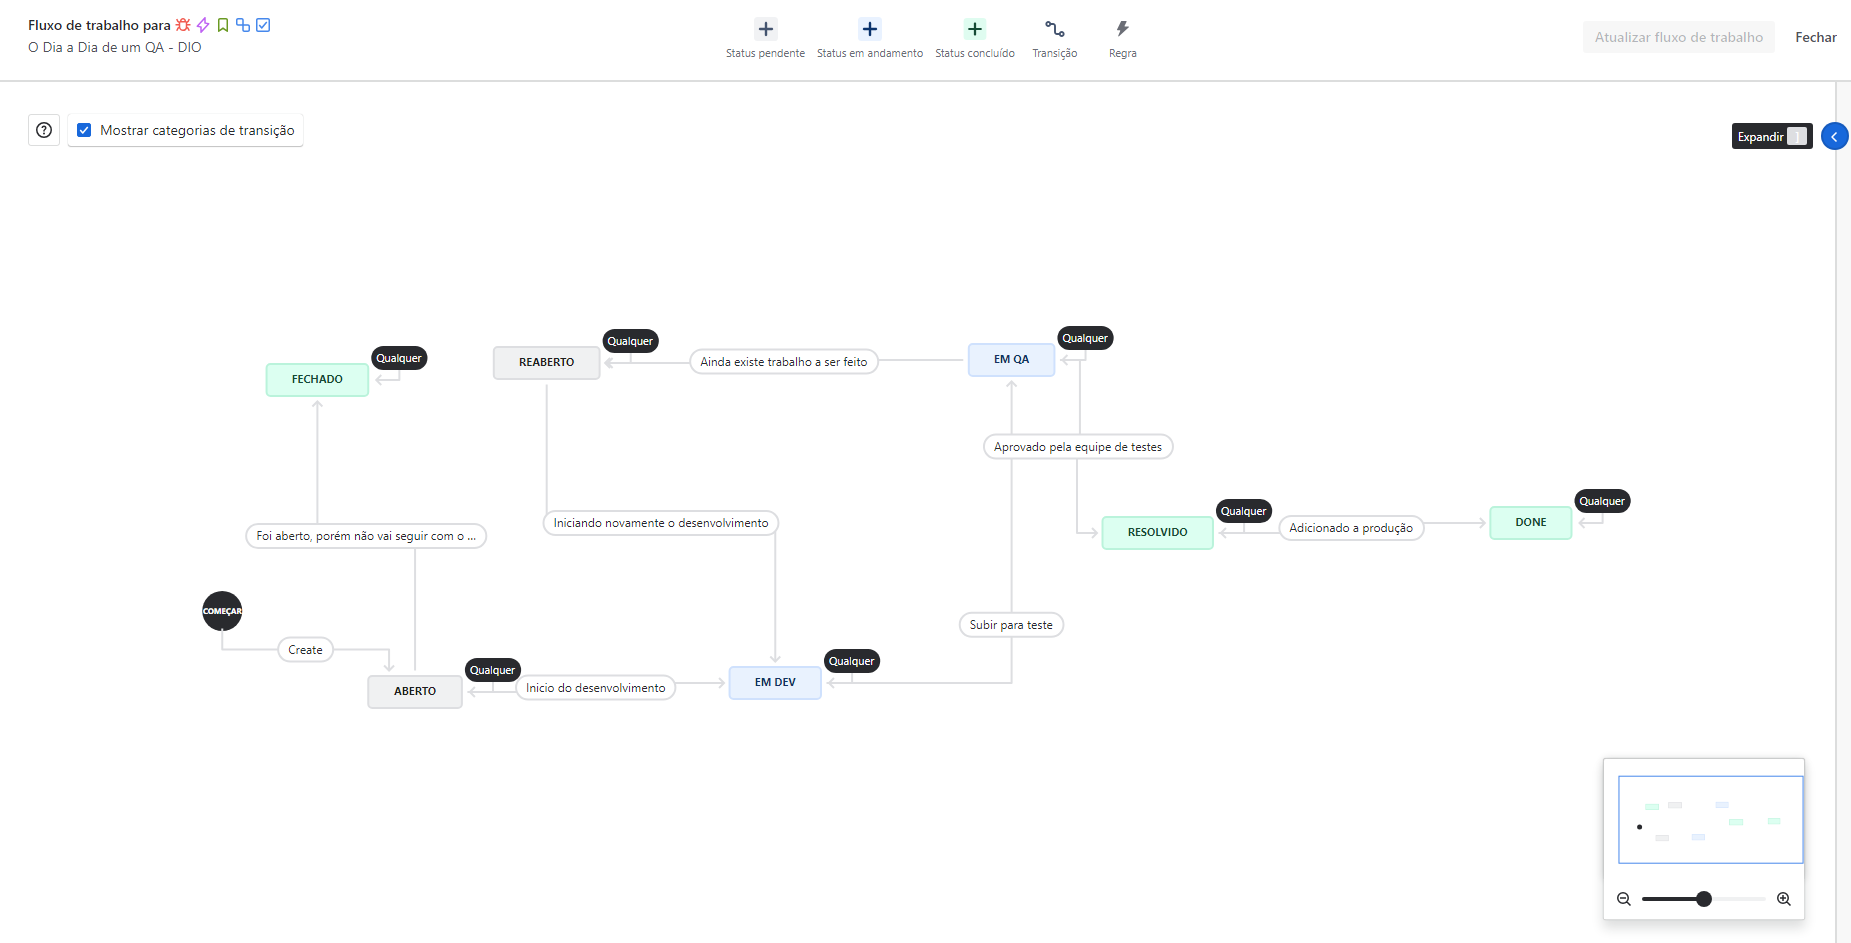 Fluxo de trabalho para
O Dia a Dia de um QA - DIO
Status pendente
Status em andamento
Status concluído
Transição
Regra
Atualizar fluxo de trabalho
Fechar
Mostrar categorias de transição
Expandir ]
Qualquer
FECHADO
Qualquer
REABERTO
Ainda existe trabalho a ser feito
Qualquer
EM QA
Aprovado pela equipe de testes
Qualquer
RESOLVIDO
Adicionado a produção
Qualquer
DONE
Iniciando novamente o desenvolvimento
Foi aberto, porém não vai seguir com o ...
COMEÇAR
Create
Subir para teste
Qualquer
ABERTO
Inicio do desenvolvimento
Qualquer
EM DEV